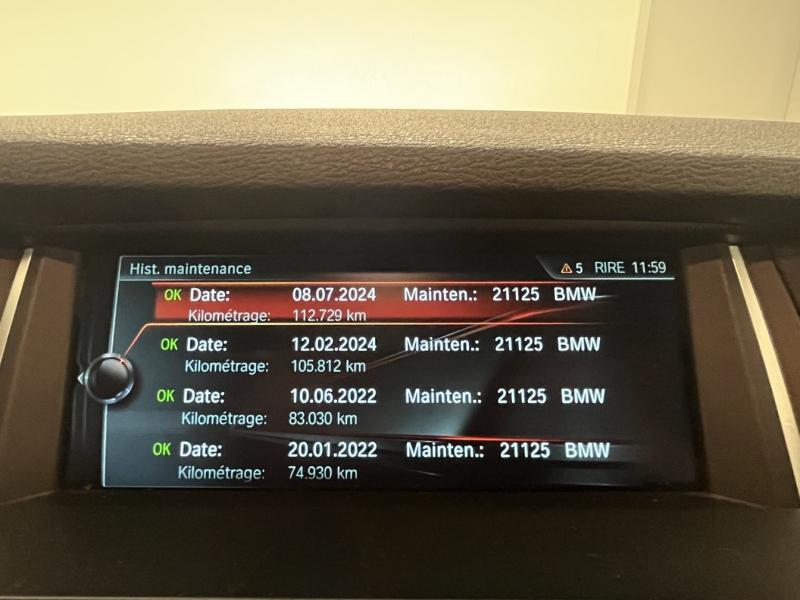 Hist. maintenance
5 RIRE 11:59
OK Date: 08.07.2024 Mainten.: 21125 BMW
Kilométrage: 112.729 km
OK Date: 12.02.2024 Mainten.: 21125 BMW
Kilométrage: 105.812 km
OK Date: 10.06.2022 Mainten.: 21125 BMW
Kilométrage: 83.030 km
OK Date: 20.01.2022 Mainten.: 21125 BMW
Kilométrage: 74.930 km